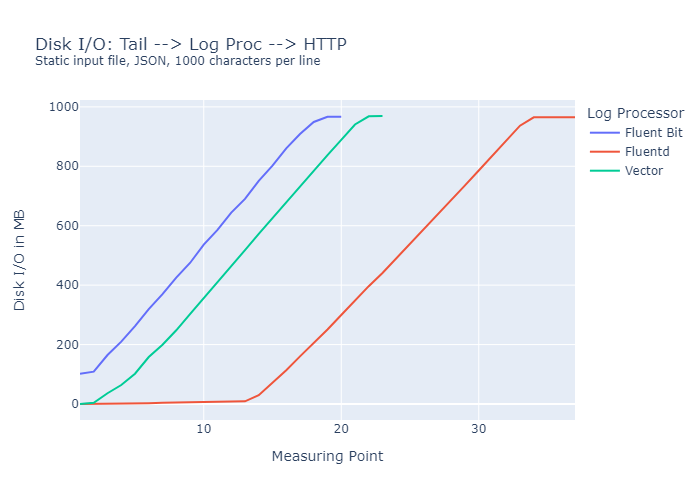 Disk I/O: Tail --> Log Proc --> HTTP
Static input file, JSON, 1000 characters per line
Log Processor
Fluent Bit
Fluentd
Vector
Disk I/O in MB
1000
800
600
400
200
0
10
20
30
Measuring Point